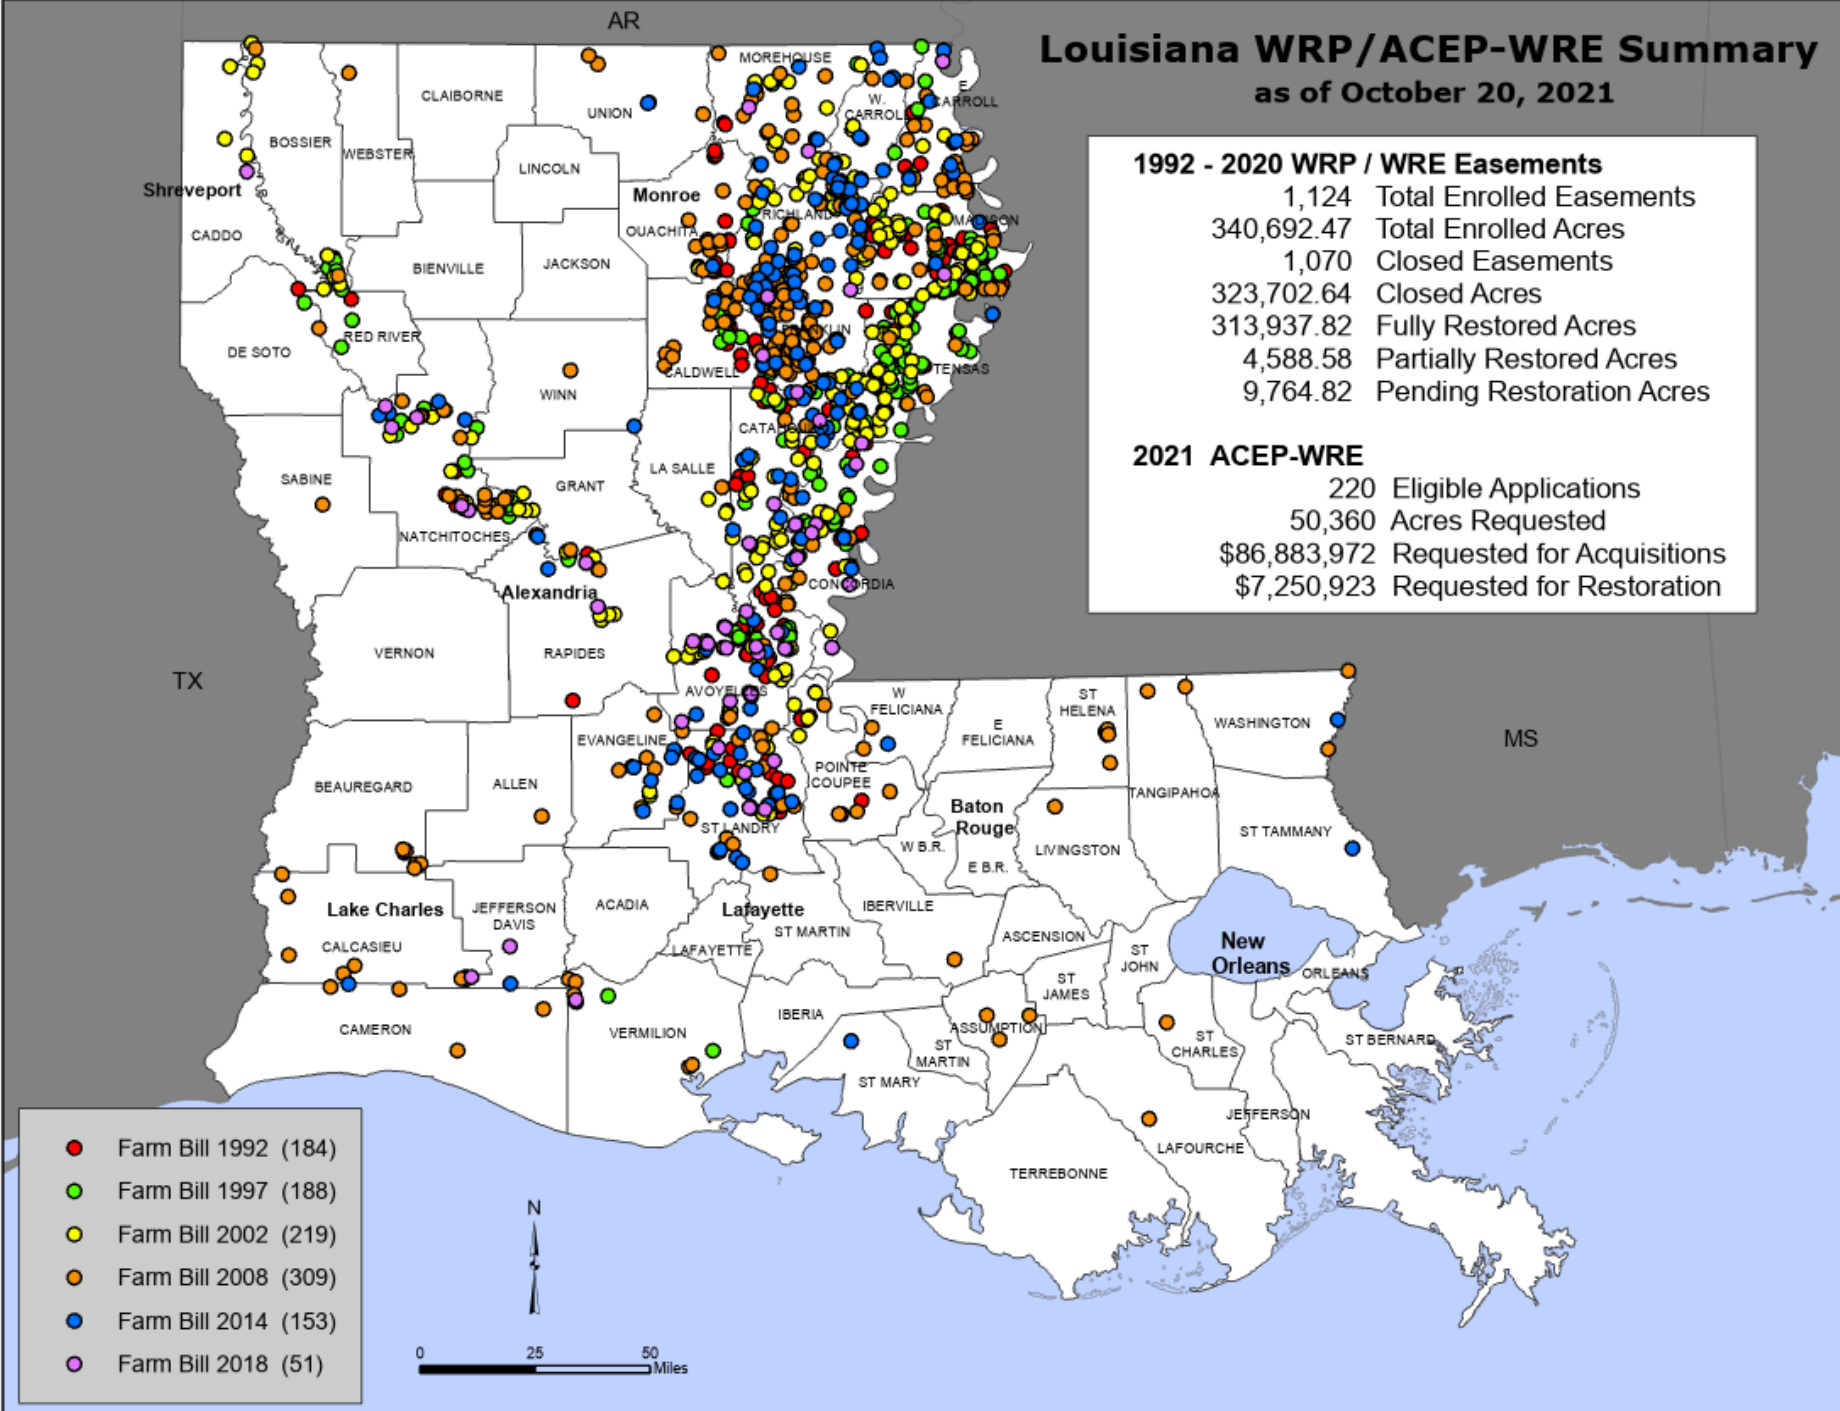 AR
Louisiana WRP/ACEP-WRE Summary
as of October 20, 2021
1992 - 2020 WRP / WRE Easements
1,124 Total Enrolled Easements
340,692.47 Total Enrolled Acres
1,070 Closed Easements
323,702.64 Closed Acres
313,937.82 Fully Restored Acres
4,588.58 Partially Restored Acres
9,764.82 Pending Restoration Acres
2021 ACEP-WRE
220 Eligible Applications
50,360 Acres Requested
$86,883,972 Requested for Acquisitions
$7,250,923 Requested for Restoration
MOREHOUSE
CLAIBORNE
UNION
W.
CARROLL
E
CARROLL
BOSSIER
WEBSTER
LINCOLN
Shreveport
Monroe
RICHLAND
MADISON
CADDO
OUACHITA
BIENVILLE
JACKSON
RED RIVER
FRANKLIN
DE SOTO
CALDWELL
TENSAS
WINN
CATAHOULA
LA SALLE
SABINE
GRANT
NATCHITOCHES
CONCORDIA
Alexandria
VERNON
RAPIDES
TX
AVOYELLES
W
FELICIANA
E
FELICIANA
ST
HELENA
WASHINGTON
MS
EVANGELINE
POINTE
COUPEE
BEAUREGARD
ALLEN
TANGIPAHOA
Baton
Rouge
ST LANDRY
ST TAMMANY
W B.R.
E B.R.
LIVINGSTON
Lake Charles
JEFFERSON
DAVIS
ACADIA
Lafayette
IBERVILLE
ST MARTIN
CALCASIEU
LAFAYETTE
ASCENSION
ST
JOHN
New
Orleans
ORLEANS
ST
JAMES
CAMERON
VERMILION
IBERIA
ASSUMPTION
ST
MARTIN
ST
CHARLES
ST BERNARD
ST MARY
JEFFERSON
LAFOURCHE
TERREBONNE
Farm Bill 1992 (184)
Farm Bill 1997 (188)
Farm Bill 2002 (219)
Farm Bill 2008 (309)
Farm Bill 2014 (153)
Farm Bill 2018 (51)
N
0 25 50
Miles